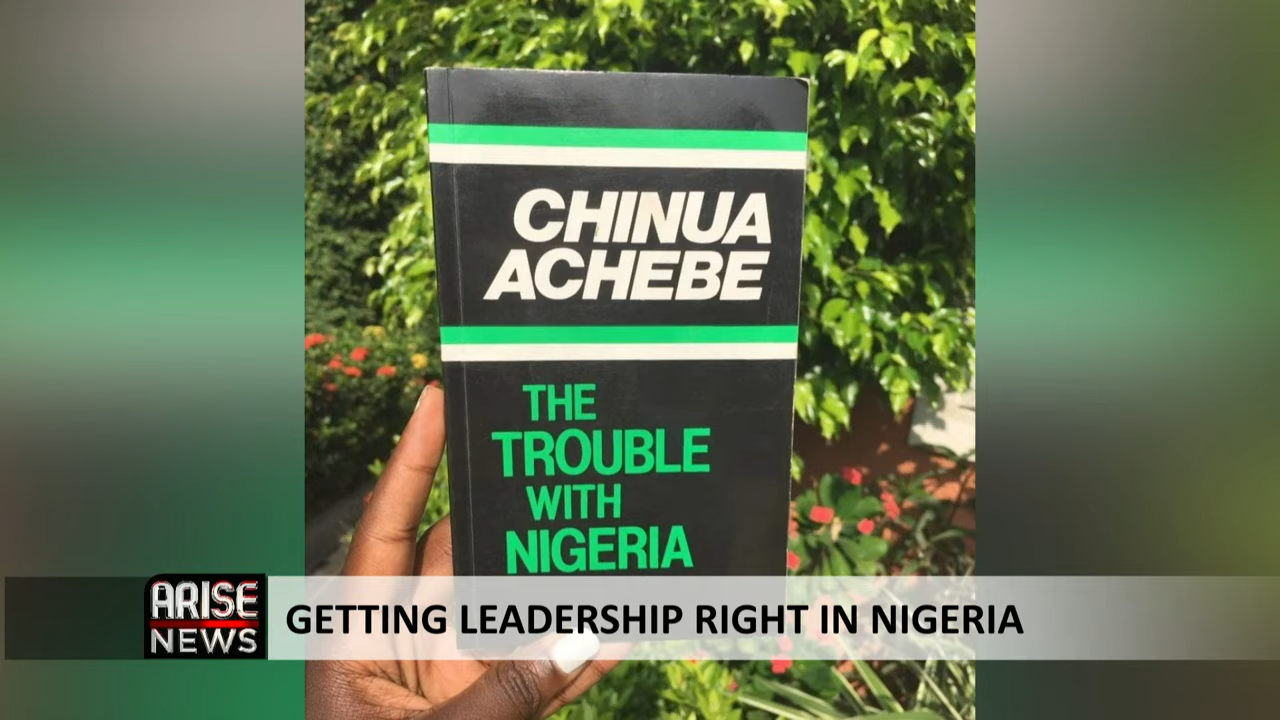 CHINUA
ACHEBE
THE
TROUBLE
WITH
NIGERIA
ARISE
NEWS
GETTING LEADERSHIP RIGHT IN NIGERIA